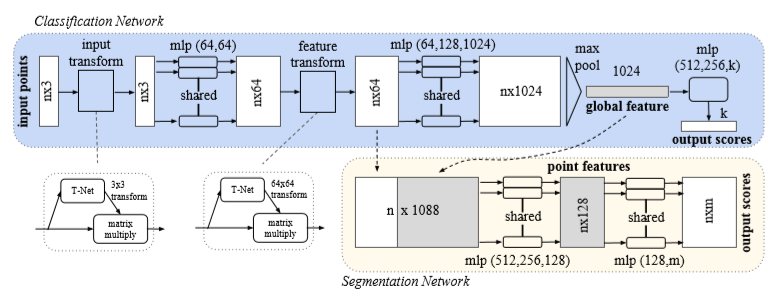 Classification Network
input points
nx3
input
transform
nx3
mlp (64,64)
shared
nx64
feature
transform
nx64
mlp (64,128,1024)
shared
nx1024
max
pool
1024
global feature
mlp
(512,256,k)
k
output scores
T-Net
3x3
transform
matrix
multiply
T-Net
64x64
transform
matrix
multiply
point features
n x 1088
shared
mlp (512,256,128)
nx128
shared
mlp (128,m)
nxm
output scores
Segmentation Network